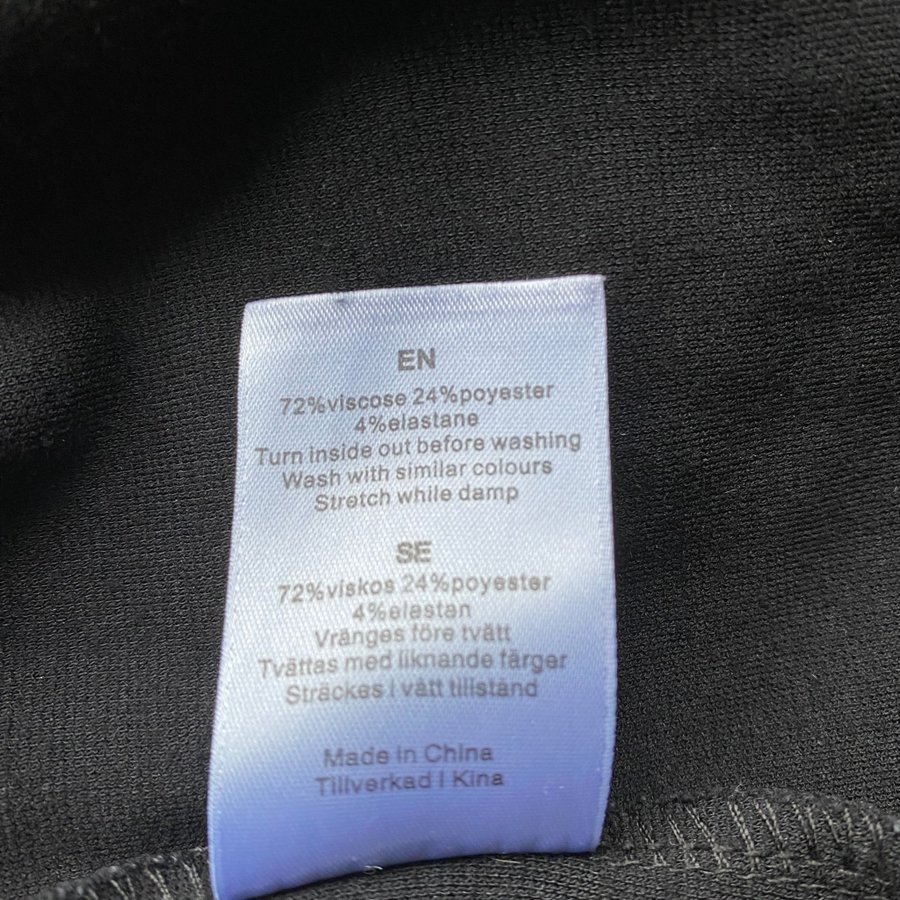 EN
72%viscose 24%poyester
4%elastane
Turn inside out before washing
Wash with similar colours
Stretch while damp
SE
72%viskos 24%poyester
4%elastan
Vränges före tvätt
Tvättas med liknande färger
Sträckes I vått tillstånd
Made in China
Tillverkad I Kina